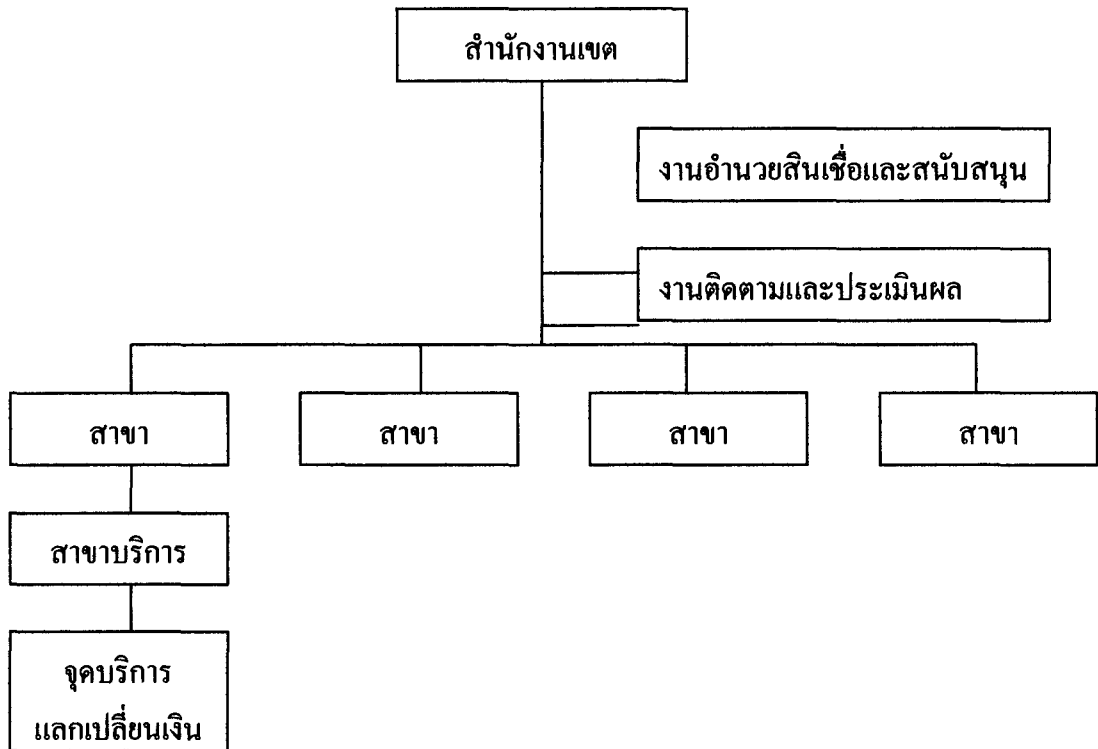 สำนักงานเขต
งานอำนวยสินเชื่อและสนับสนุน
งานติดตามและประเมินผล
สาขา
สาขา
สาขา
สาขา
สาขาบริการ
จุดบริการ
แลกเปลี่ยนเงิน